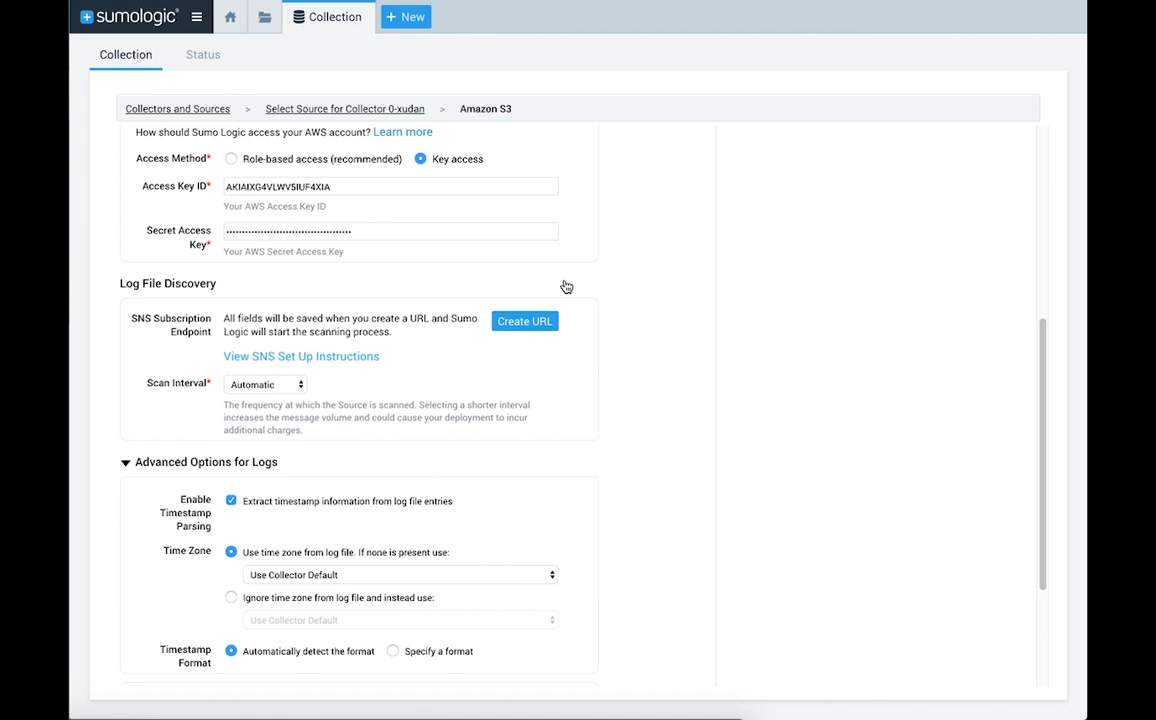 sumologic
Collection
+ New
Collection
Status
Collectors and Sources > Select Source for Collector 0-xudan > Amazon S3
How should Sumo Logic access your AWS account? Learn more
Access Method* Role-based access (recommended) Key access
Access Key ID* AKIAIXG4VLWV5IUF4XIA
Your AWS Access Key ID
Secret Access
Key*
Your AWS Secret Access Key
Log File Discovery
SNS Subscription
Endpoint
All fields will be saved when you create a URL and Sumo
Logic will start the scanning process.
Create URL
View SNS Set Up Instructions
Scan Interval* Automatic
The frequency at which the Source is scanned. Selecting a shorter interval
increases the message volume and could cause your deployment to incur
additional charges.
Advanced Options for Logs
Enable
Timestamp
Parsing
Extract timestamp information from log file entries
Time Zone Use time zone from log file. If none is present use:
Use Collector Default
Ignore time zone from log file and instead use:
Use Collector Default
Timestamp
Format
Automatically detect the format Specify a format